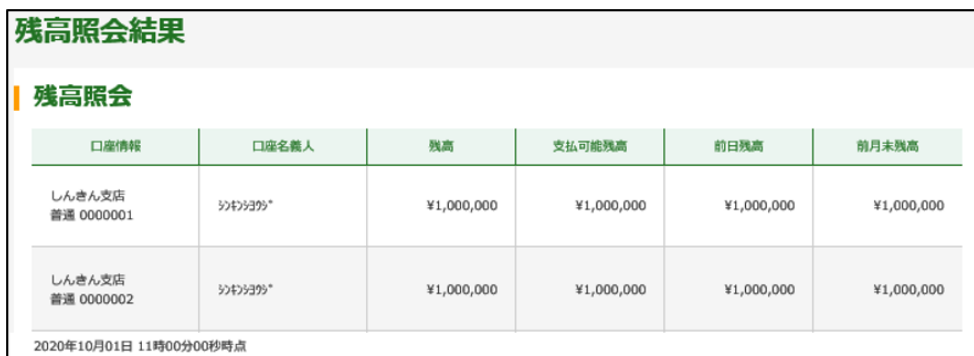 残高照会結果
残高照会
口座情報 口座名義人 残高 支払可能残高 前日残高 前月末残高
しんきん支店
普通 0000001 ｼﾝｷﾝｼﾖｳｼﾞ ¥1,000,000 ¥1,000,000 ¥1,000,000 ¥1,000,000
しんきん支店
普通 0000002 ｼﾝｷﾝｼﾖｳｼﾞ ¥1,000,000 ¥1,000,000 ¥1,000,000 ¥1,000,000
2020年10月01日 11時00分00秒時点